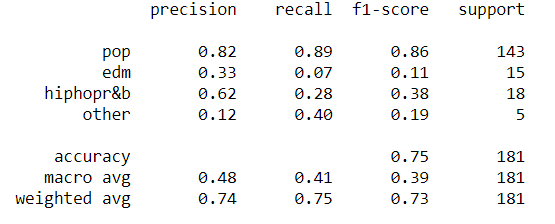 precision recall f1-score support
pop 0.82 0.89 0.86 143
edm 0.33 0.07 0.11 15
hiphopr&b 0.62 0.28 0.38 18
other 0.12 0.40 0.19 5
accuracy 0.75 181
macro avg 0.48 0.41 0.39 181
weighted avg 0.74 0.75 0.73 181